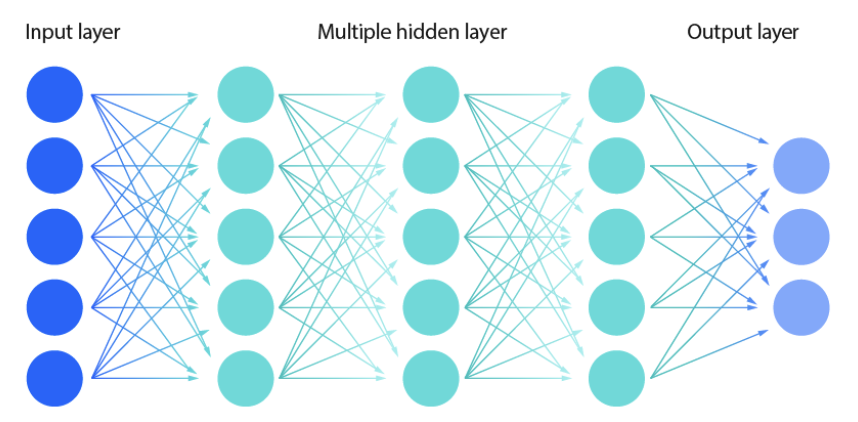 Input layer
Multiple hidden layer
Output layer